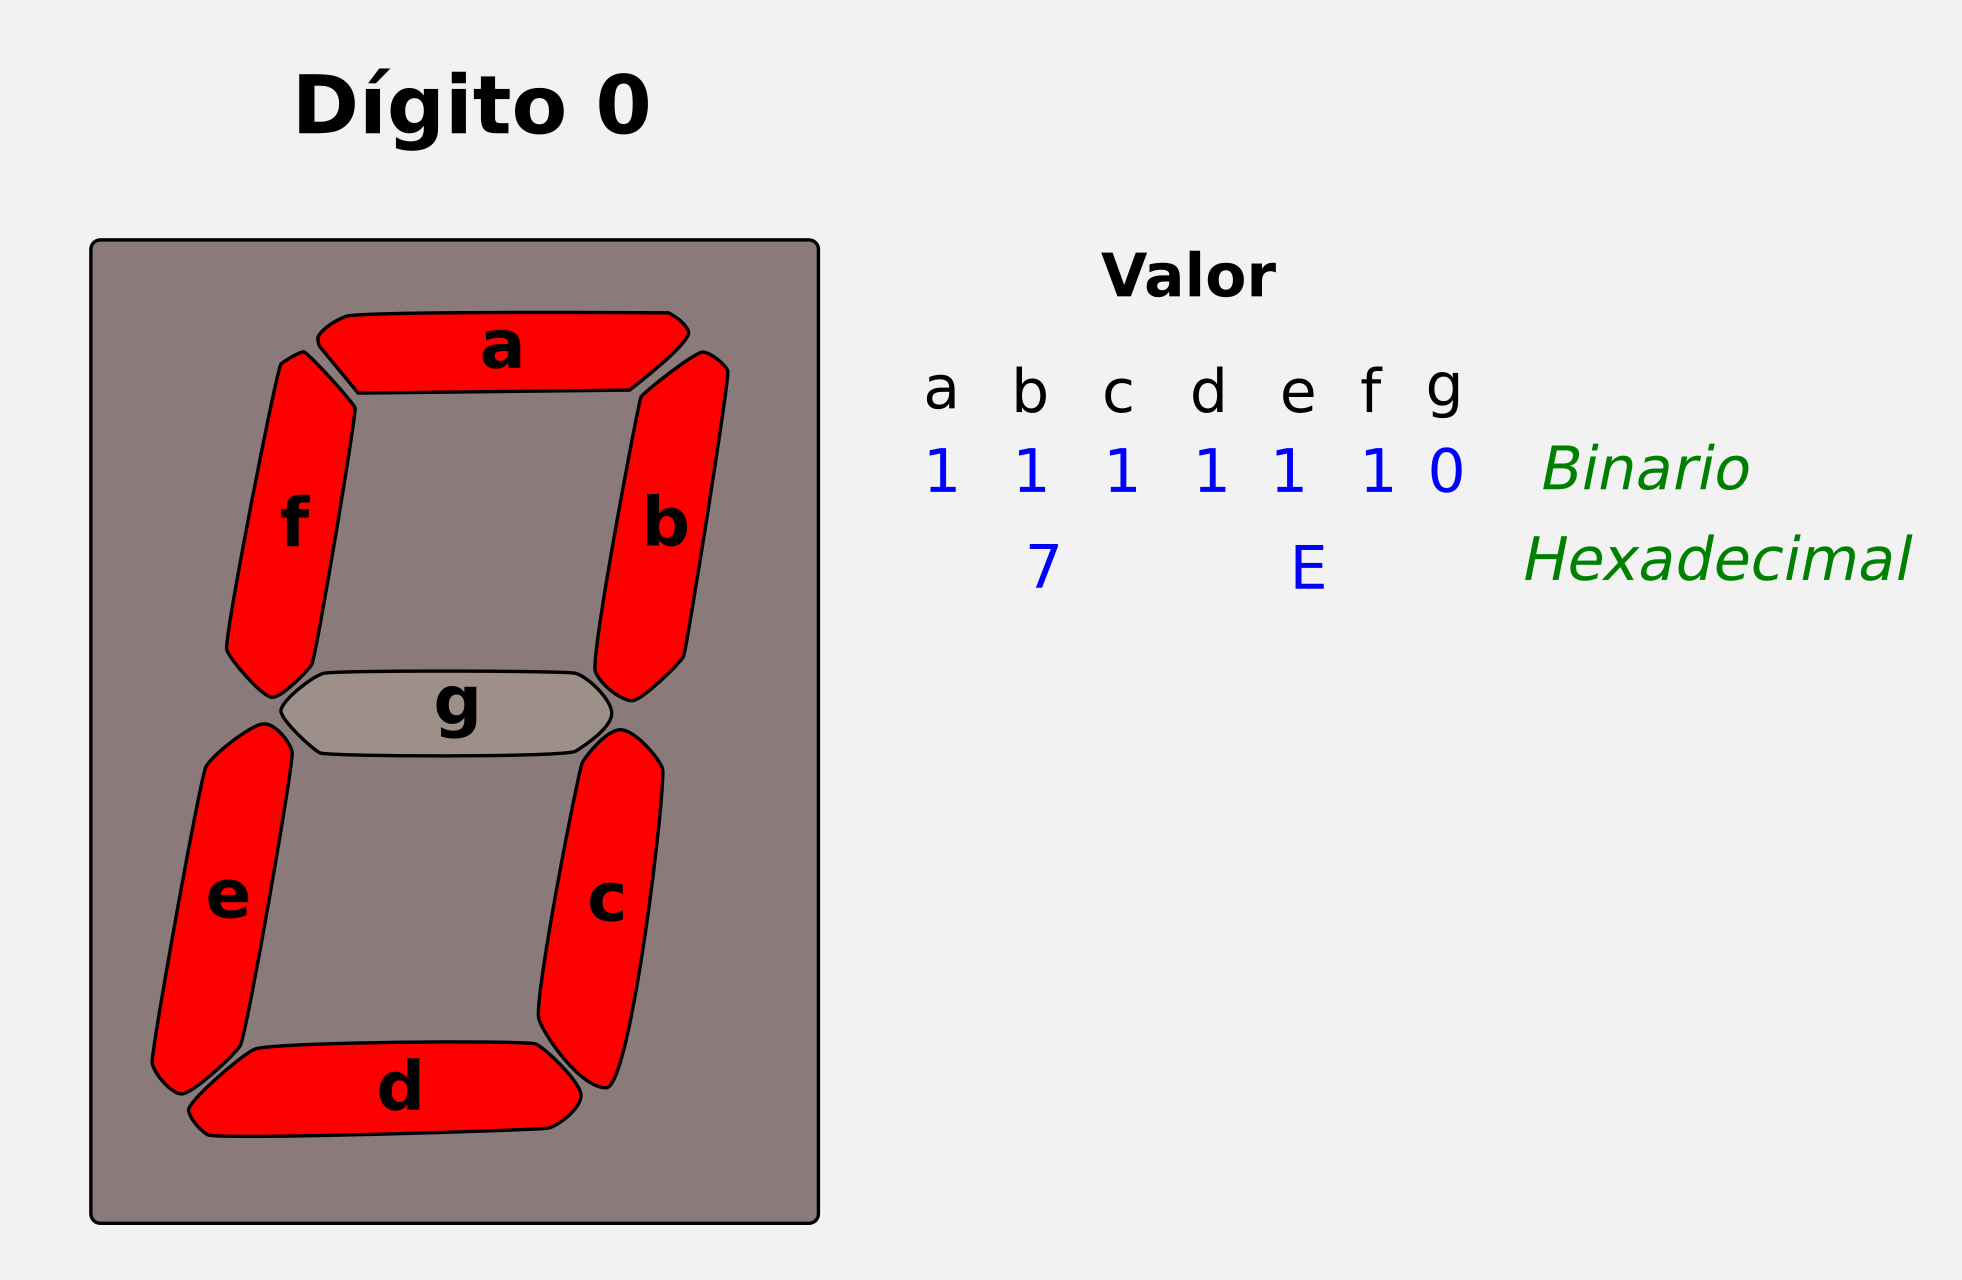 Dígito 0
Valor
a
f
b
g
e
c
d
a b c d e f g
1 1 1 1 1 1 0 Binario
7 E Hexadecimal